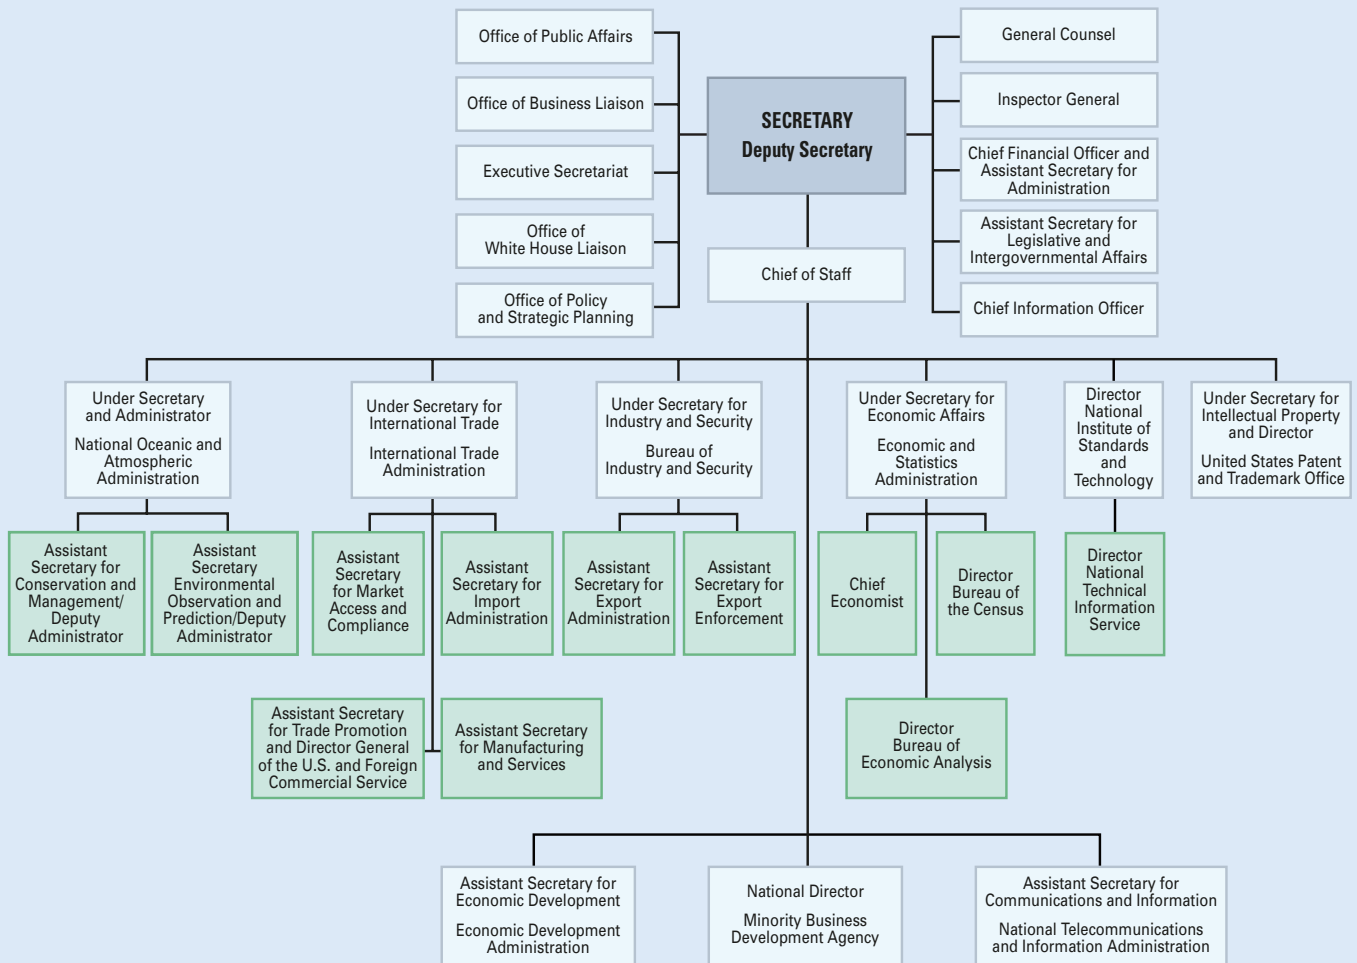 Office of Public Affairs
Office of Business Liaison
Executive Secretariat
Office of
White House Liaison
Office of Policy
and Strategic Planning
SECRETARY
Deputy Secretary
Chief of Staff
General Counsel
Inspector General
Chief Financial Officer and
Assistant Secretary for
Administration
Assistant Secretary for
Legislative and
Intergovernmental Affairs
Chief Information Officer
Under Secretary
and Administrator
National Oceanic and
Atmospheric
Administration
Under Secretary for
International Trade
International Trade
Administration
Under Secretary for
Industry and Security
Bureau of
Industry and Security
Under Secretary for
Economic Affairs
Economic and
Statistics
Administration
Director
National
Institute of
Standards
and
Technology
Under Secretary for
Intellectual Property
and Director
United States Patent
and Trademark Office
Assistant
Secretary for
Conservation and
Management/
Deputy
Administrator
Assistant
Secretary
Environmental
Observation and
Prediction/Deputy
Administrator
Assistant
Secretary
for Market
Access and
Compliance
Assistant
Secretary for
Import
Administration
Assistant
Secretary for
Export
Administration
Assistant
Secretary for
Export
Enforcement
Chief
Economist
Director
Bureau of
the Census
Director
National
Technical
Information
Service
Assistant Secretary
for Trade Promotion
and Director General
of the U.S. and Foreign
Commercial Service
Assistant Secretary
for Manufacturing
and Services
Director
Bureau of
Economic Analysis
Assistant Secretary for
Economic Development
Economic Development
Administration
National Director
Minority Business
Development Agency
Assistant Secretary for
Communications and Information
National Telecommunications
and Information Administration